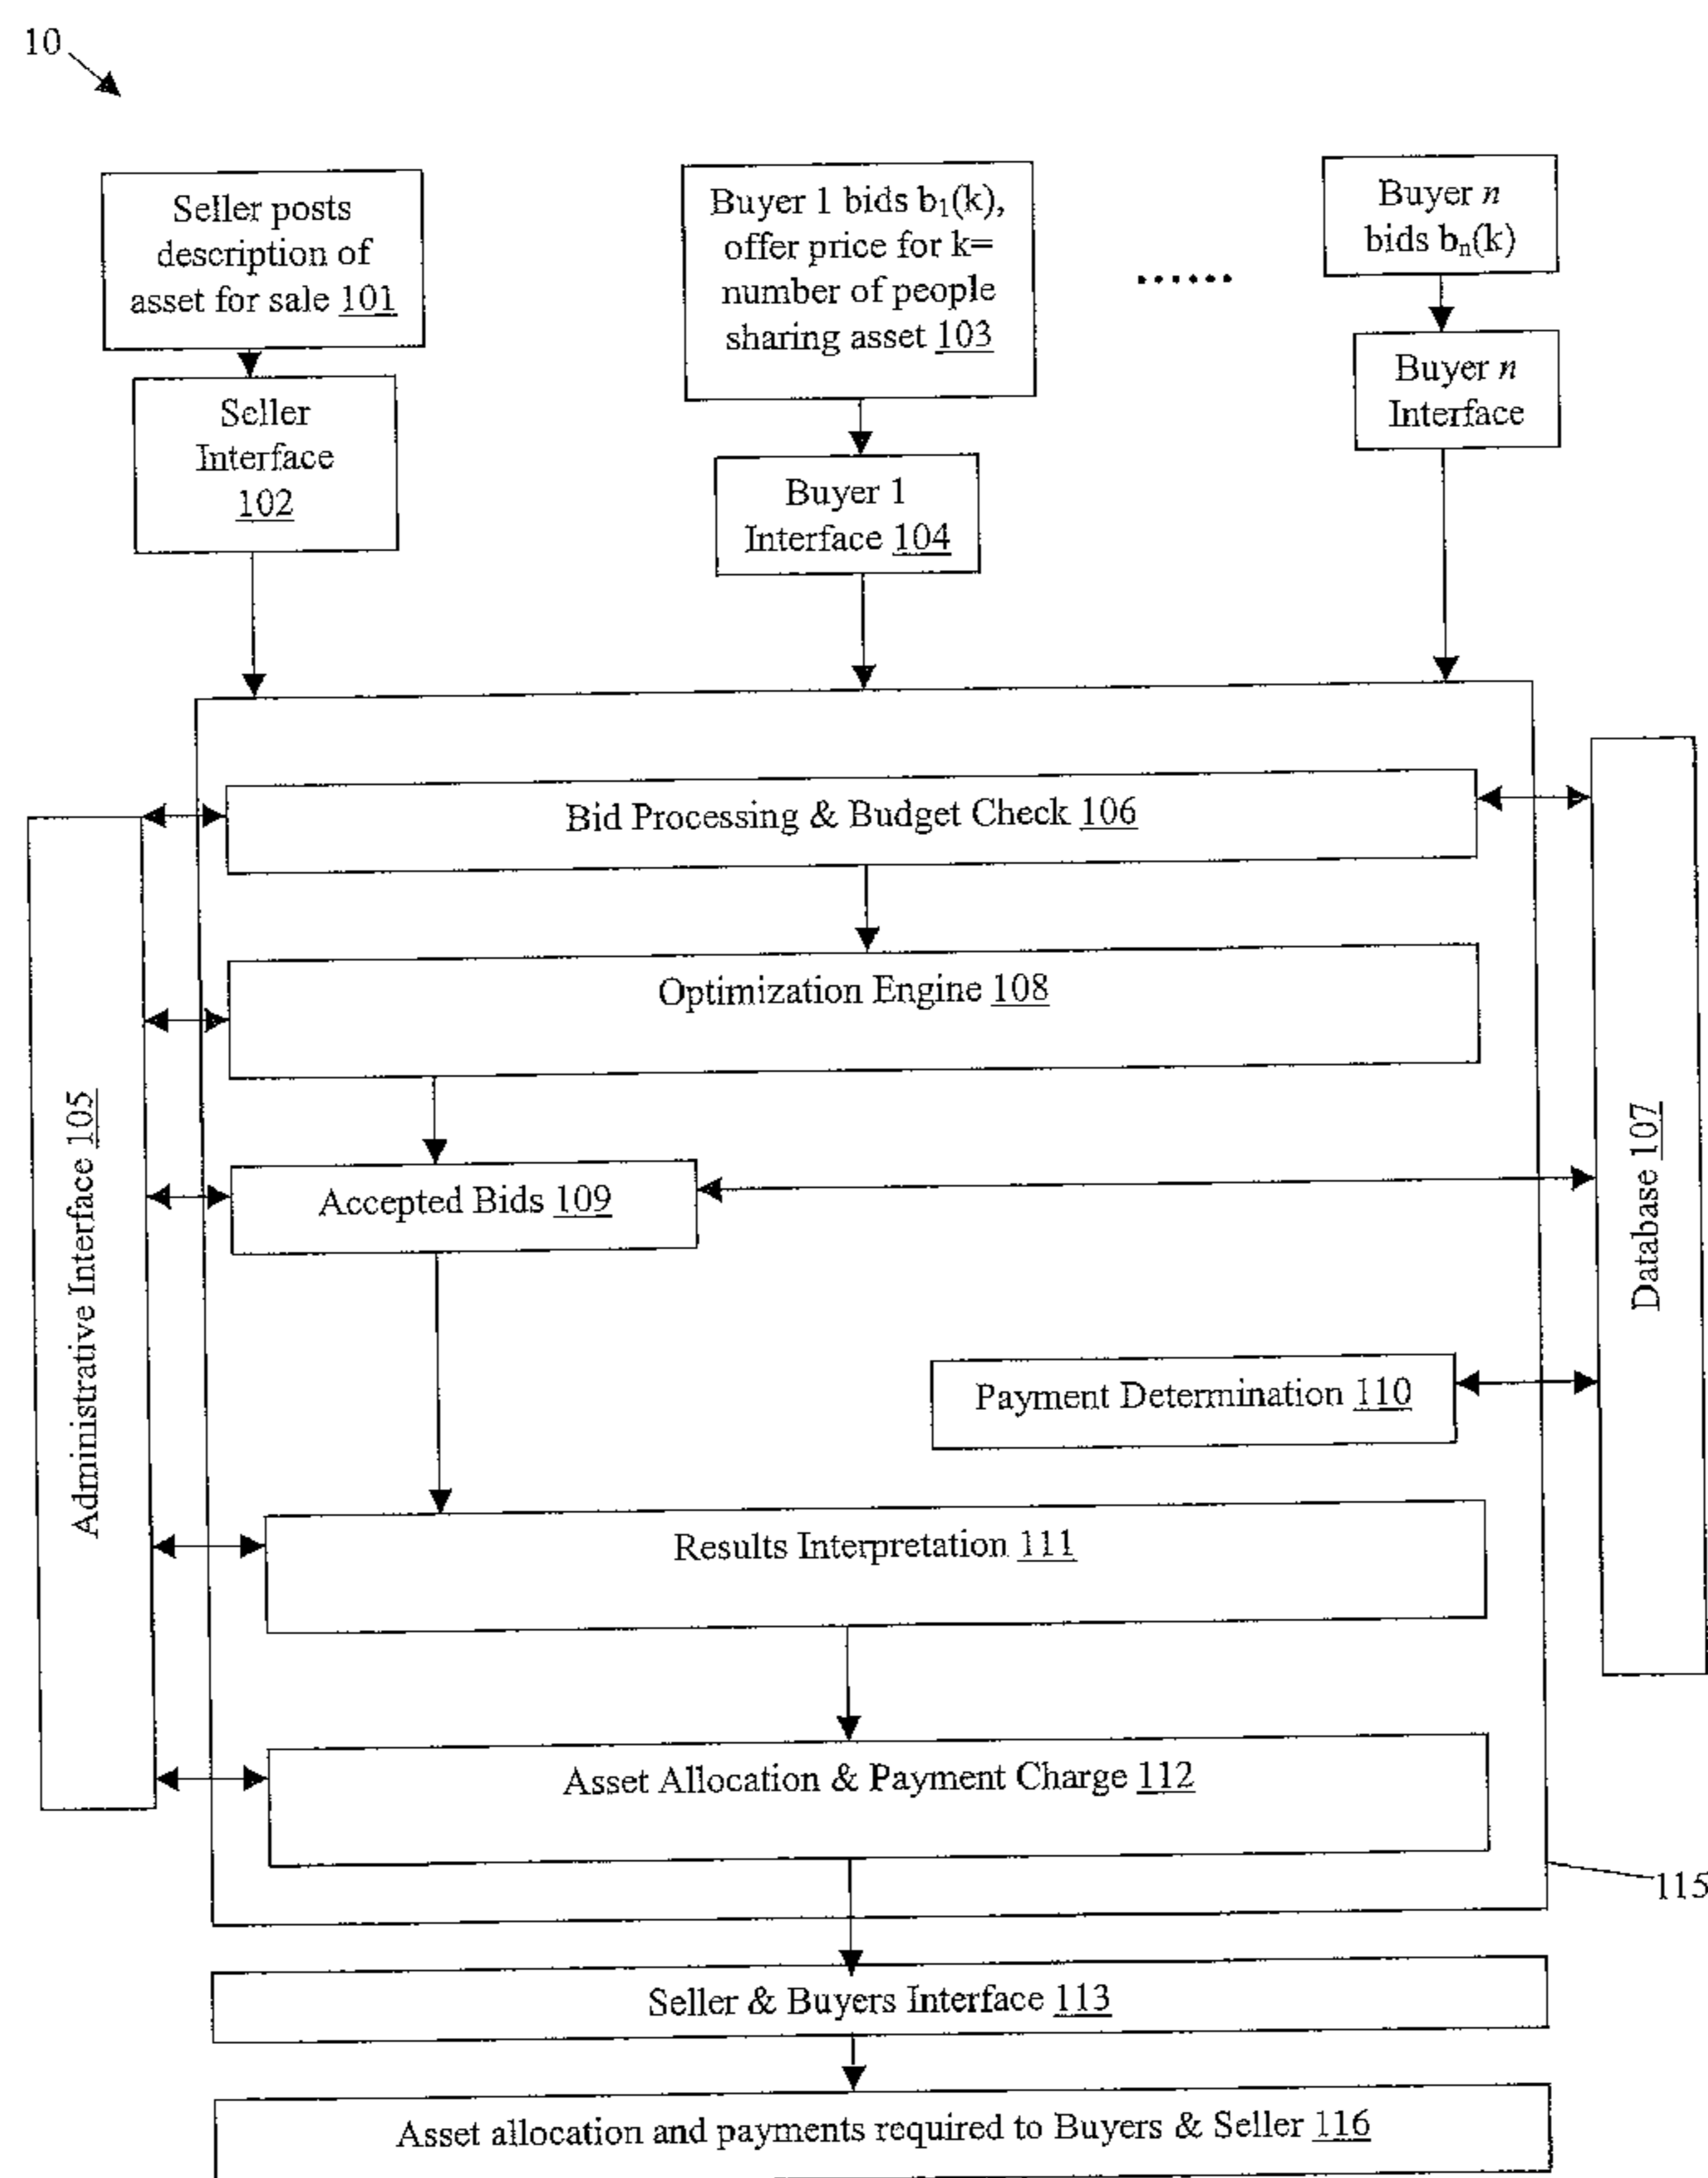 10
Seller posts
description of
asset for sale 101
Seller
Interface
102
Buyer 1 bids b₁(k),
offer price for k=
number of people
sharing asset 103
Buyer 1
Interface 104
......
Buyer n
bids bₙ(k)
Buyer n
Interface
Administrative Interface 105
Bid Processing & Budget Check 106
Database 107
Optimization Engine 108
Accepted Bids 109
Payment Determination 110
Results Interpretation 111
Asset Allocation & Payment Charge 112
115
Seller & Buyers Interface 113
Asset allocation and payments required to Buyers & Seller 116